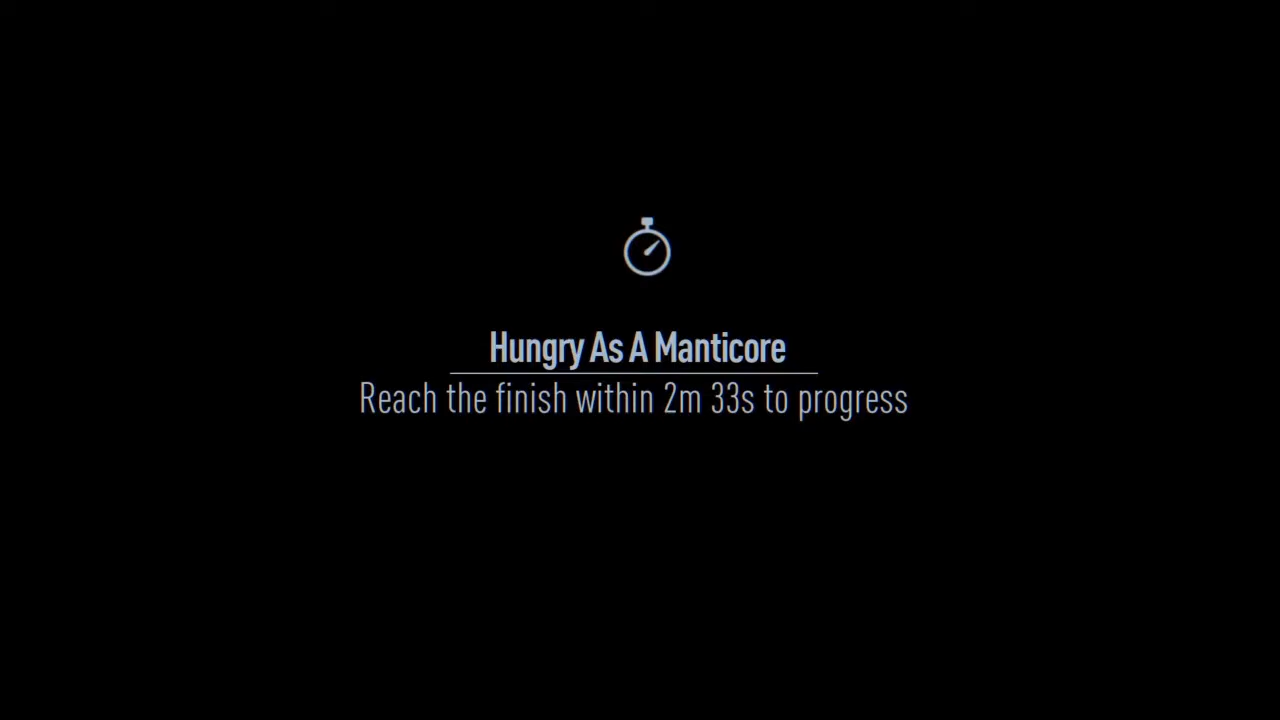 Hungry As A Manticore
Reach the finish within 2m 33s to progress